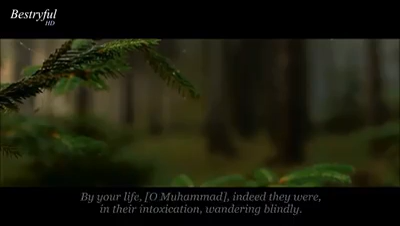 Bestryful
HD
By your life, [O Muhammad], indeed they were,
in their intoxication, wandering blindly.